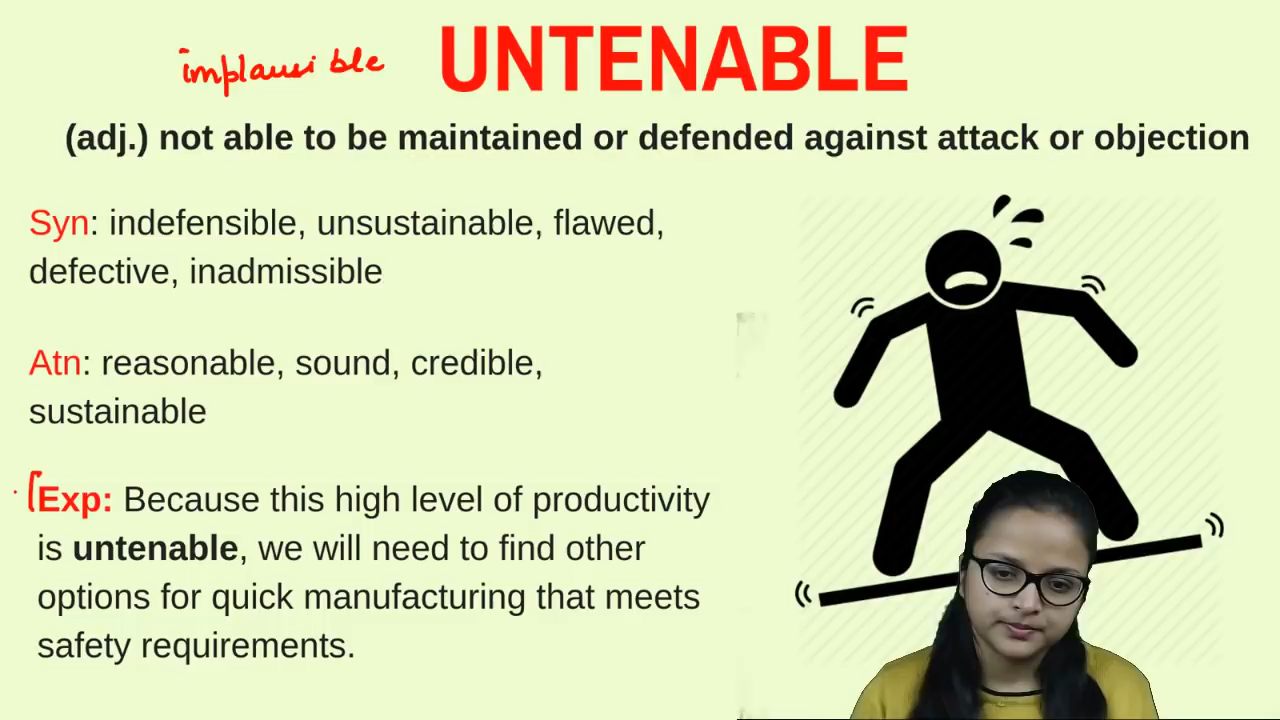 implausible
UNTENABLE
(adj.) not able to be maintained or defended against attack or objection
Syn: indefensible, unsustainable, flawed,
defective, inadmissible
Atn: reasonable, sound, credible,
sustainable
Exp: Because this high level of productivity
is untenable, we will need to find other
options for quick manufacturing that meets
safety requirements.